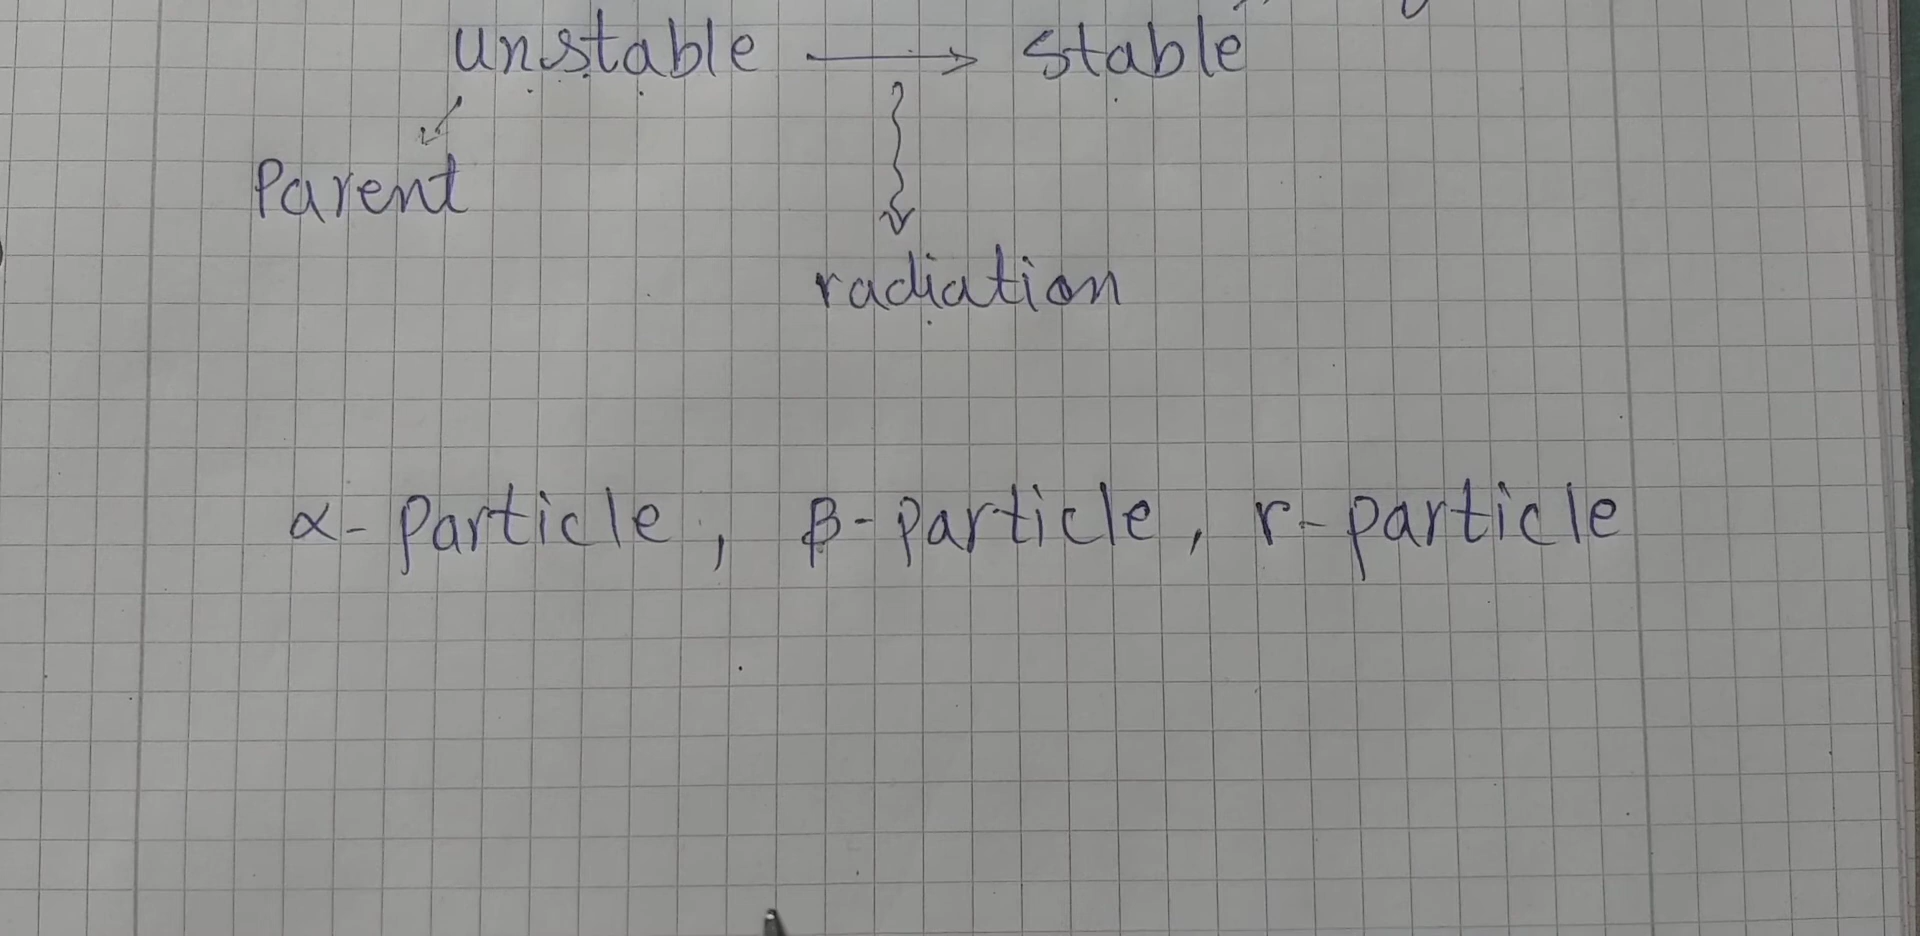 unstable → stable
Parent
radiation
α- Particle, β-particle, r-particle